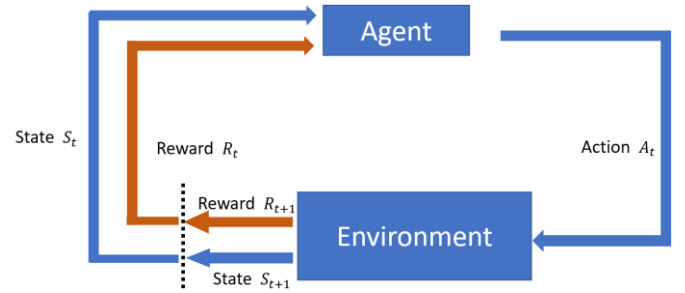 Agent
State S_t
Reward R_t
Action A_t
Reward R_{t+1}
Environment
State S_{t+1}